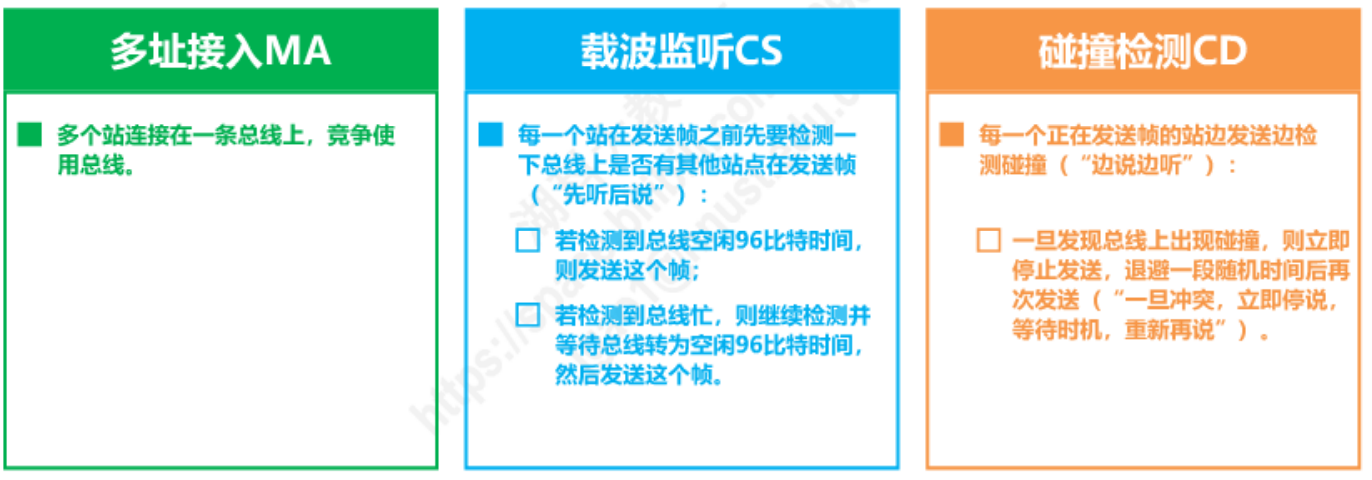 多址接入MA
多个站连接在一条总线上，竞争使
用总线。
载波监听CS
每一个站在发送帧之前先要检测一
下总线上是否有其他站点在发送帧
（“先听后说”）：
若检测到总线空闲96比特时间，
则发送这个帧；
若检测到总线忙，则继续检测并
等待总线转为空闲96比特时间，
然后发送这个帧。
碰撞检测CD
每一个正在发送帧的站边发送边检
测碰撞（“边说边听”）：
一旦发现总线上出现碰撞，则立即
停止发送，退避一段随机时间后再
次发送（“一旦冲突，立即停说，
等待时机，重新再说”）。